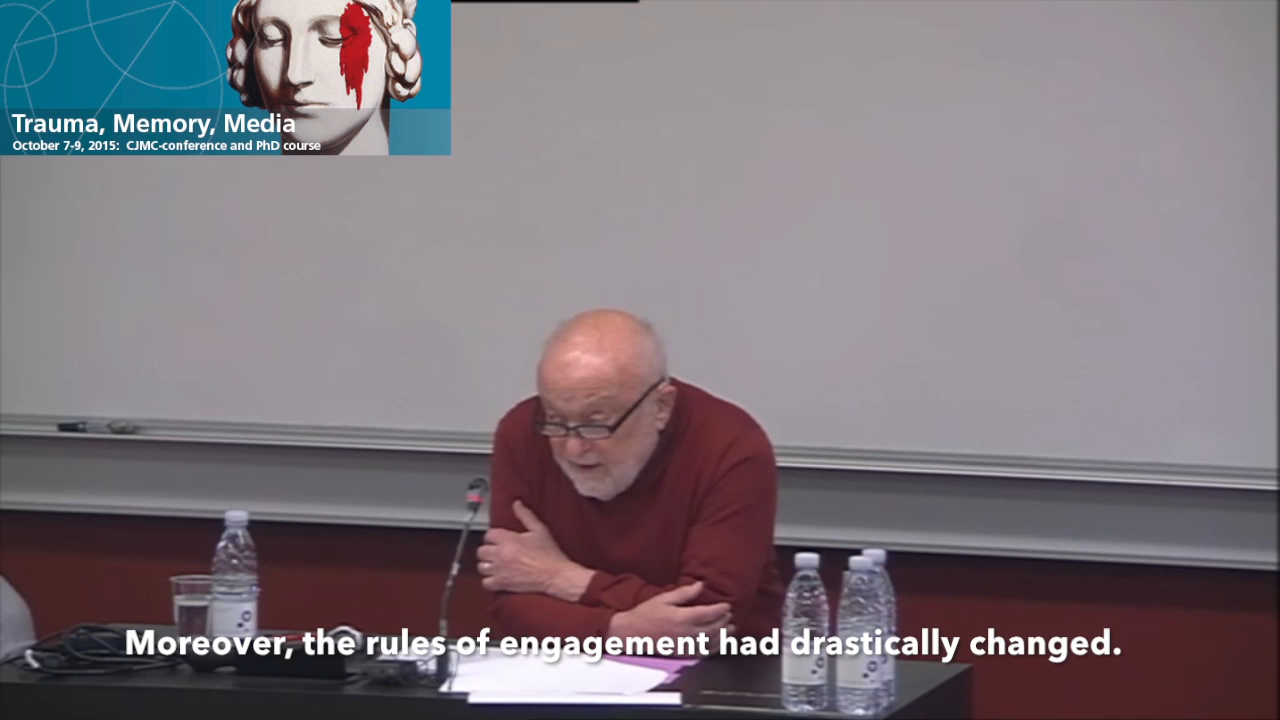 Trauma, Memory, Media
October 7-9, 2015: CJMC-conference and PhD course
Moreover, the rules of engagement had drastically changed.